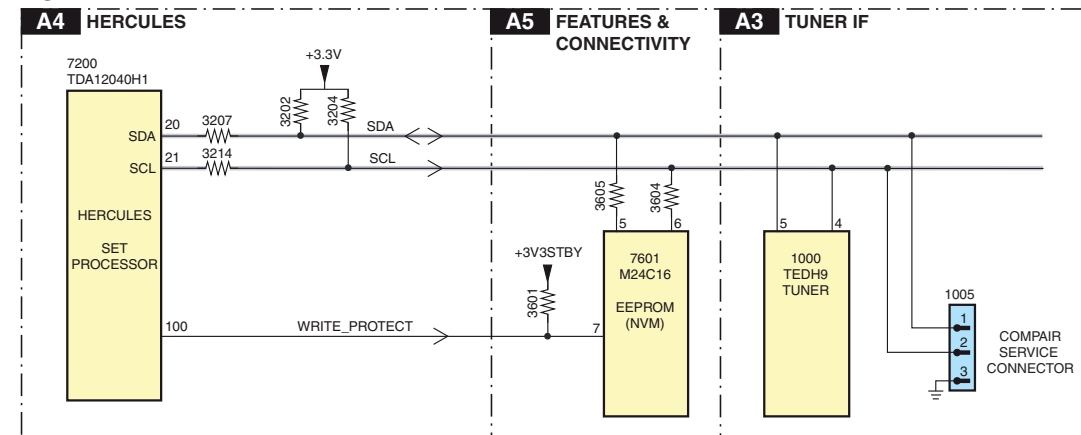 A4 HERCULES
A5 FEATURES &
CONNECTIVITY
A3 TUNER IF
7200
TDA12040H1
+3.3V
3202
3204
SDA
20
3207
SDA
SCL
21
3214
SCL
HERCULES
SET
PROCESSOR
100
WRITE_PROTECT
+3V3STBY
3601
3605
3604
5
6
7
7601
M24C16
EEPROM
(NVM)
5
4
1000
TEDH9
TUNER
1005
1
2
3
COMPAIR
SERVICE
CONNECTOR